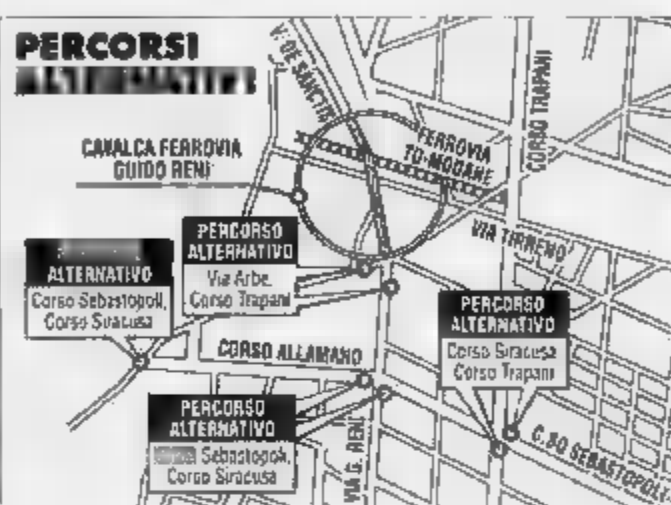 PERCORSI
V. DE SANCTIS
CORSO TRAPANI
FERROVIA
TO-MODANE
CAVALCA FERROVIA
GUIDO RENI
VIA TIRRENO
PERCORSO
ALTERNATIVO
Via Arbe,
Corso Trapani
ALTERNATIVO
Corso Sebastopoli,
Corso Siracusa
PERCORSO
ALTERNATIVO
Corso Siracusa
Corso Trapani
CORSO ALLAMANO
PERCORSO
ALTERNATIVO
Sebastopoli,
Corso Siracusa
VIA G. RENI
C.SO SEBASTOPOLI